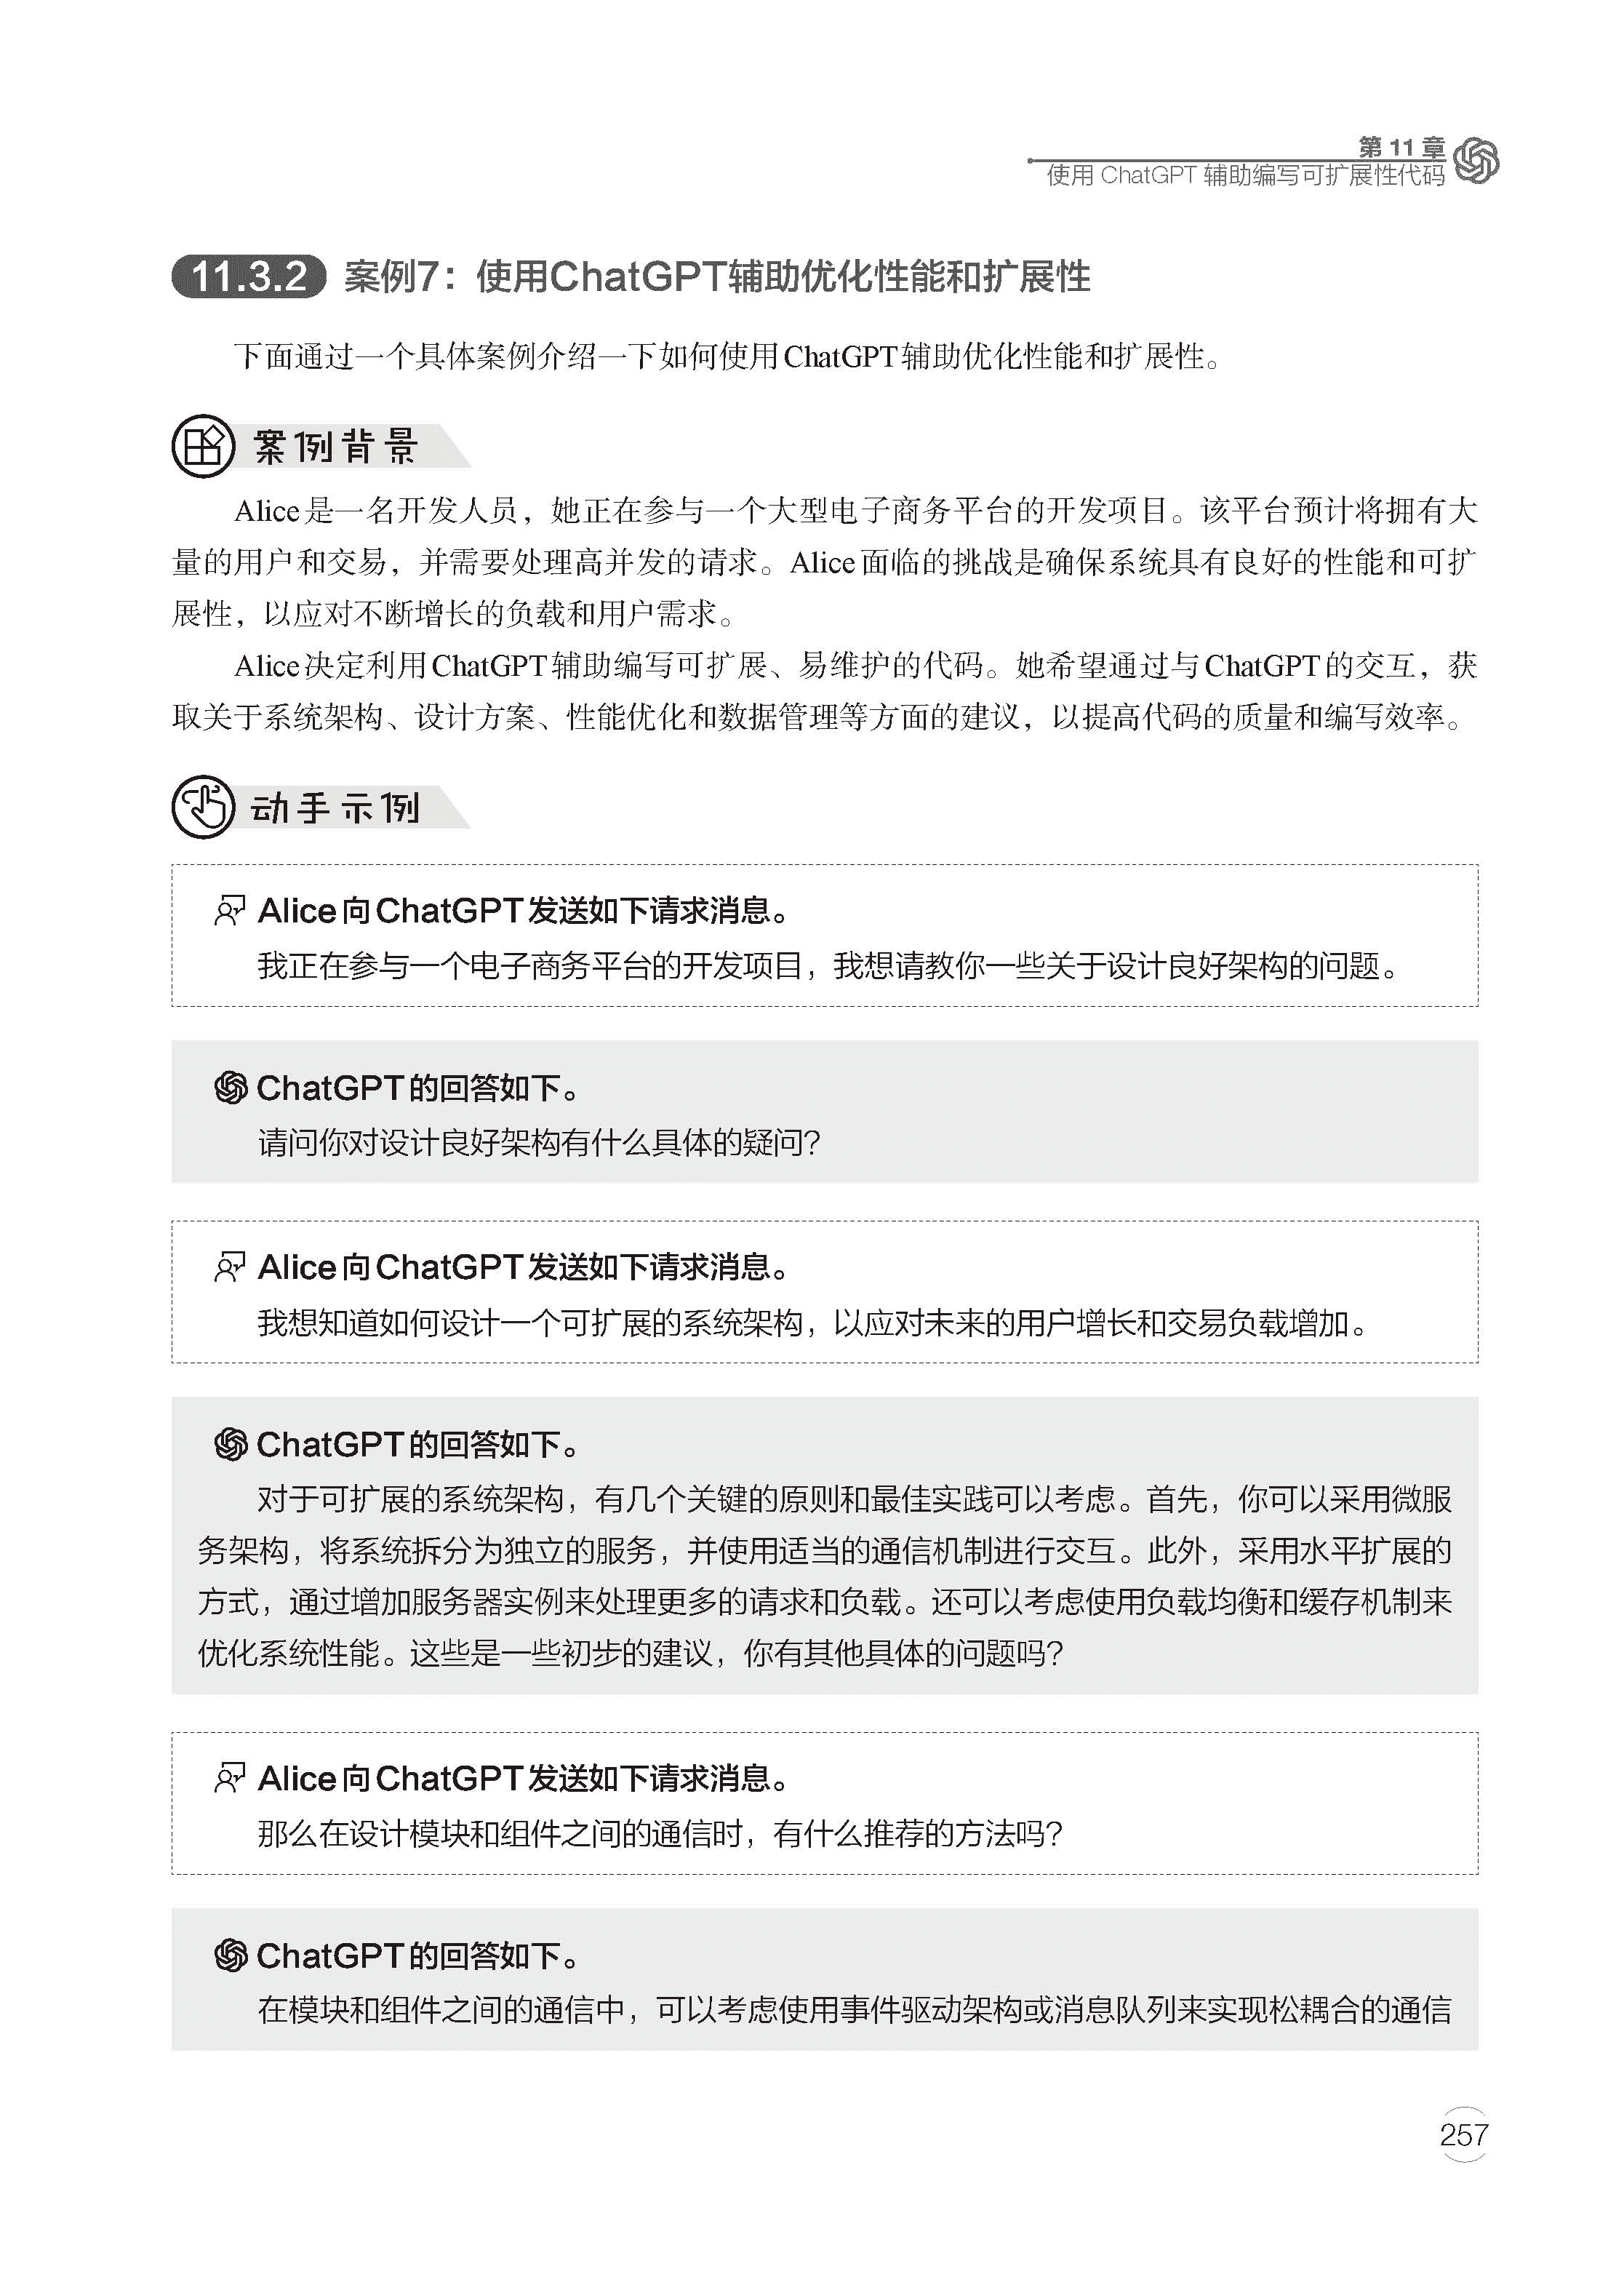 第 11 章
使用 ChatGPT 辅助编写可扩展性代码
11.3.2 案例7：使用ChatGPT辅助优化性能和扩展性
下面通过一个具体案例介绍一下如何使用ChatGPT辅助优化性能和扩展性。
案例背景
Alice是一名开发人员，她正在参与一个大型电子商务平台的开发项目。该平台预计将拥有大
量的用户和交易，并需要处理高并发的请求。Alice面临的挑战是确保系统具有良好的性能和可扩
展性，以应对不断增长的负载和用户需求。
Alice决定利用ChatGPT辅助编写可扩展、易维护的代码。她希望通过与ChatGPT的交互，获
取关于系统架构、设计方案、性能优化和数据管理等方面的建议，以提高代码的质量和编写效率。
动手示例
Alice向ChatGPT发送如下请求消息。
我正在参与一个电子商务平台的开发项目，我想请教你一些关于设计良好架构的问题。
ChatGPT的回答如下。
请问你对设计良好架构有什么具体的疑问？
Alice向ChatGPT发送如下请求消息。
我想知道如何设计一个可扩展的系统架构，以应对未来的用户增长和交易负载增加。
ChatGPT的回答如下。
对于可扩展的系统架构，有几个关键的原则和最佳实践可以考虑。首先，你可以采用微服
务架构，将系统拆分为独立的服务，并使用适当的通信机制进行交互。此外，采用水平扩展的
方式，通过增加服务器实例来处理更多的请求和负载。还可以考虑使用负载均衡和缓存机制来
优化系统性能。这些是一些初步的建议，你有其他具体的问题吗？
Alice向ChatGPT发送如下请求消息。
那么在设计模块和组件之间的通信时，有什么推荐的方法吗？
ChatGPT的回答如下。
在模块和组件之间的通信中，可以考虑使用事件驱动架构或消息队列来实现松耦合的通信
257